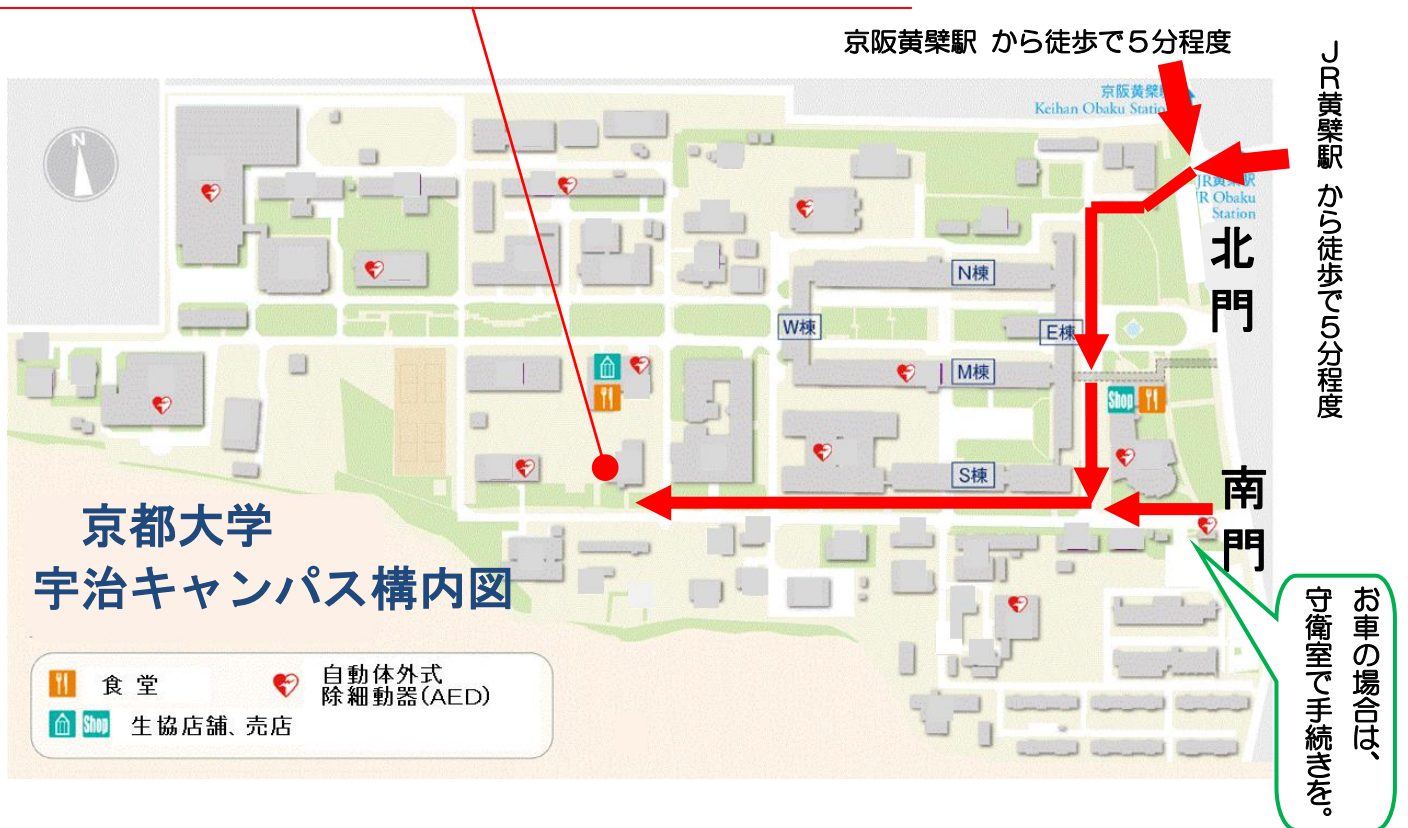 京阪黄檗駅 から徒歩で5分程度
JR黄檗駅 から徒歩で5分程度
N
京阪黄檗
Keihan Obaku Station
JR黄檗駅
JR Obaku
Station
北門
N棟
W棟
E棟
M棟
Shop
S棟
南門
京都大学
宇治キャンパス構内図
お車の場合は、
守衛室で手続きを。
食堂
自動体外式
除細動器(AED)
Shop
生協店舗、売店